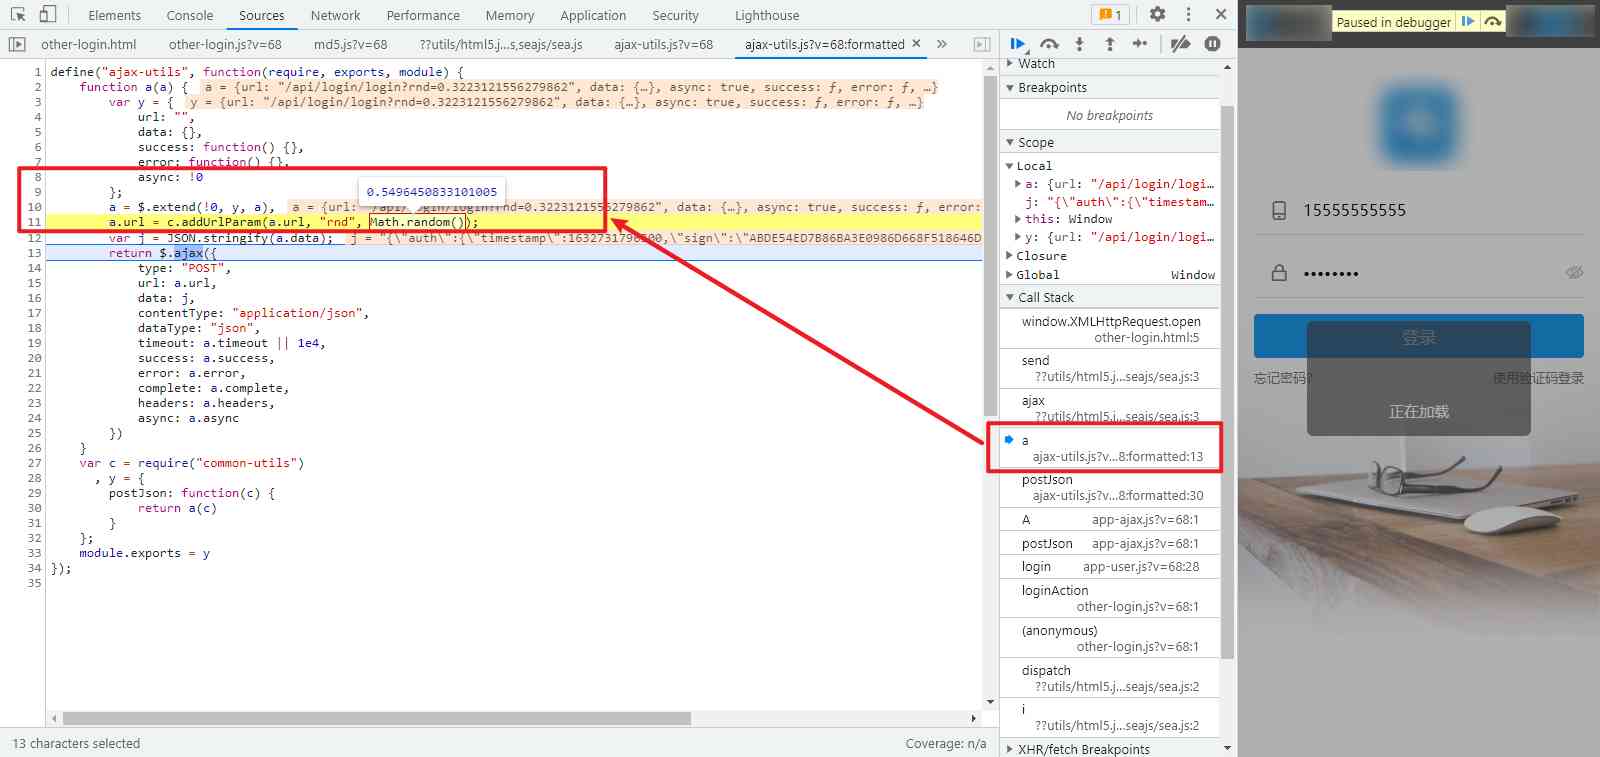 Elements Console Sources Network Performance Memory Application Security Lighthouse 1
other-login.html other-login.js?v=68 md5.js?v=68 ??utils/html5.j...s,seajs/sea.js ajax-utils.js?v=68 ajax-utils.js?v=68:formatted
1 define("ajax-utils", function(require, exports, module) {
2 function a(a) { a = {url: "/api/login/login?rnd=0.3223121556279862", data: {…}, async: true, success: ƒ, error: ƒ, …}
3 var y = { y = {url: "/api/login/login?rnd=0.3223121556279862", data: {…}, async: true, success: ƒ, error: ƒ, …}
4 url: "",
5 data: {},
6 success: function() {},
7 error: function() {},
8 async: !0
9 };
0.5496450833101005
10 a = $.extend(!0, y, a), a = {url: "/api/login/login?rnd=0.3223121556279862", data: {…}, async: true, success: ƒ, error:
11 a.url = c.addUrlParam(a.url, "rnd", Math.random());
12 var j = JSON.stringify(a.data); j = "{\"auth\":{\"timestamp\":1632731790500,\"sign\":\"ABDE54ED7B86BA3E0986D668F518646D
13 return $.ajax({
14 type: "POST",
15 url: a.url,
16 data: j,
17 contentType: "application/json",
18 dataType: "json",
19 timeout: a.timeout || 1e4,
20 success: a.success,
21 error: a.error,
22 complete: a.complete,
23 headers: a.headers,
24 async: a.async
25 })
26 }
27 var c = require("common-utils")
28 , y = {
29 postJson: function(c) {
30 return a(c)
31 }
32 };
33 module.exports = y
34 });
35
13 characters selected
Coverage: n/a
Watch
Breakpoints
No breakpoints
Scope
Local
a: {url: "/api/login/logi…
j: "{\"auth\":{\"timestam…
this: Window
y: {url: "/api/login/logi…
Closure
Global Window
Call Stack
window.XMLHttpRequest.open
other-login.html:5
send
??utils/html5.j...seajs/sea.js:3
ajax
??utils/html5.j...seajs/sea.js:3
a
ajax-utils.js?v...8:formatted:13
postJson
ajax-utils.js?v...8:formatted:30
A app-ajax.js?v=68:1
postJson app-ajax.js?v=68:1
login app-user.js?v=68:28
loginAction
other-login.js?v=68:1
(anonymous)
other-login.js?v=68:1
dispatch
??utils/html5.j...seajs/sea.js:2
i
??utils/html5.j...seajs/sea.js:2
XHR/fetch Breakpoints
Paused in debugger
15555555555
••••••••
登录
忘记密码? 使用验证码登录
正在加载